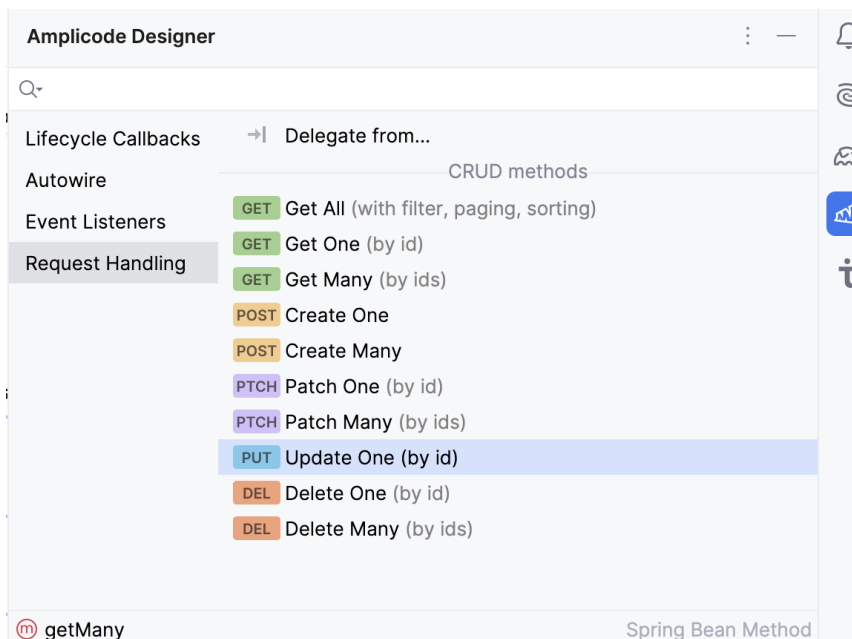 Amplicode Designer
Lifecycle Callbacks
Autowire
Event Listeners
Request Handling
Delegate from...
CRUD methods
GET Get All (with filter, paging, sorting)
GET Get One (by id)
GET Get Many (by ids)
POST Create One
POST Create Many
PTCH Patch One (by id)
PTCH Patch Many (by ids)
PUT Update One (by id)
DEL Delete One (by id)
DEL Delete Many (by ids)
m getMany Spring Bean Method